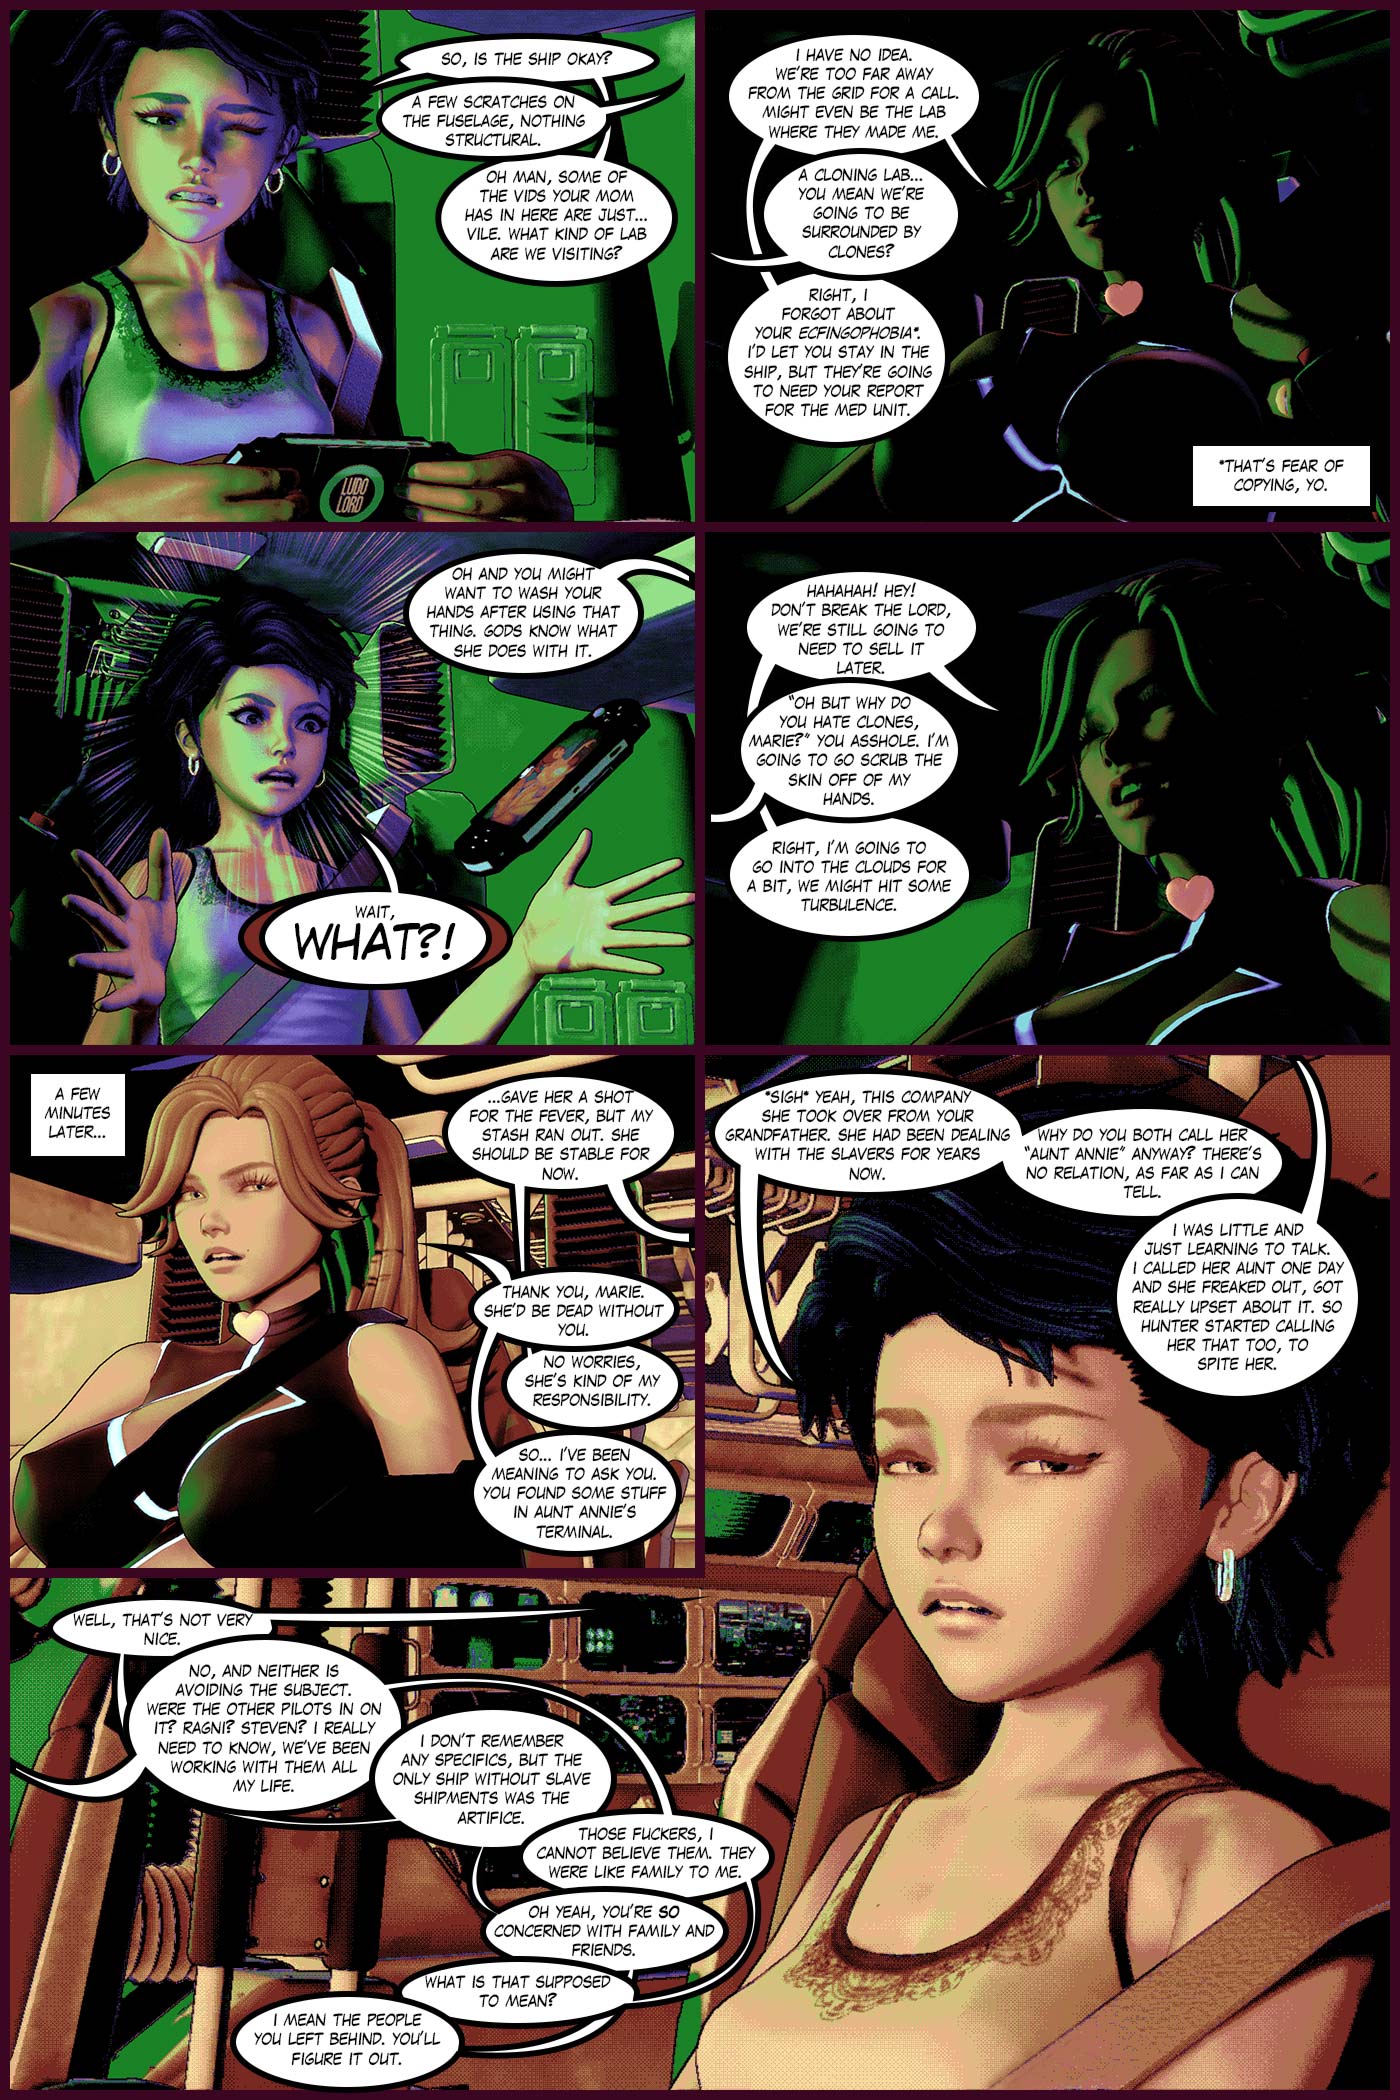 SO, IS THE SHIP OKAY?
A FEW SCRATCHES ON
THE FUSELAGE, NOTHING
STRUCTURAL.
OH MAN, SOME OF
THE VIDS YOUR MOM
HAS IN HERE ARE JUST...
VILE. WHAT KIND OF LAB
ARE WE VISITING?
LUDO
LORD
I HAVE NO IDEA.
WE'RE TOO FAR AWAY
FROM THE GRID FOR A CALL.
MIGHT EVEN BE THE LAB
WHERE THEY MADE ME.
A CLONING LAB...
YOU MEAN WE'RE
GOING TO BE
SURROUNDED BY
CLONES?
RIGHT, I
FORGOT ABOUT
YOUR ECFINGOPHOBIA*.
I'D LET YOU STAY IN THE
SHIP, BUT THEY'RE GOING
TO NEED YOUR REPORT
FOR THE MED UNIT.
*THAT'S FEAR OF
COPYING, YO.
OH AND YOU MIGHT
WANT TO WASH YOUR
HANDS AFTER USING THAT
THING. GODS KNOW WHAT
SHE DOES WITH IT.
WAIT,
WHAT?!
HAHAHAH! HEY!
DON'T BREAK THE LORD,
WE'RE STILL GOING TO
NEED TO SELL IT
LATER.
"OH BUT WHY DO
YOU HATE CLONES,
MARIE?" YOU ASSHOLE. I'M
GOING TO GO SCRUB THE
SKIN OFF OF MY
HANDS.
RIGHT, I'M GOING TO
GO INTO THE CLOUDS FOR
A BIT, WE MIGHT HIT SOME
TURBULENCE.
A FEW
MINUTES
LATER...
...GAVE HER A SHOT
FOR THE FEVER, BUT MY
STASH RAN OUT. SHE
SHOULD BE STABLE FOR
NOW.
THANK YOU, MARIE.
SHE'D BE DEAD WITHOUT
YOU.
NO WORRIES,
SHE'S KIND OF MY
RESPONSIBILITY.
SO... I'VE BEEN
MEANING TO ASK YOU.
YOU FOUND SOME STUFF
IN AUNT ANNIE'S
TERMINAL.
*SIGH* YEAH, THIS COMPANY
SHE TOOK OVER FROM YOUR
GRANDFATHER. SHE HAD BEEN DEALING
WITH THE SLAVERS FOR YEARS
NOW.
WHY DO YOU BOTH CALL HER
"AUNT ANNIE" ANYWAY? THERE'S
NO RELATION, AS FAR AS I CAN
TELL.
I WAS LITTLE AND
JUST LEARNING TO TALK.
I CALLED HER AUNT ONE DAY
AND SHE FREAKED OUT, GOT
REALLY UPSET ABOUT IT. SO
HUNTER STARTED CALLING
HER THAT TOO, TO
SPITE HER.
WELL, THAT'S NOT VERY
NICE.
NO, AND NEITHER IS
AVOIDING THE SUBJECT.
WERE THE OTHER PILOTS IN ON
IT? RAGNI? STEVEN? I REALLY
NEED TO KNOW, WE'VE BEEN
WORKING WITH THEM ALL
MY LIFE.
I DON'T REMEMBER
ANY SPECIFICS, BUT THE
ONLY SHIP WITHOUT SLAVE
SHIPMENTS WAS THE
ARTIFICE.
THOSE FUCKERS, I
CANNOT BELIEVE THEM. THEY
WERE LIKE FAMILY TO ME.
OH YEAH, YOU'RE SO
CONCERNED WITH FAMILY AND
FRIENDS.
WHAT IS THAT SUPPOSED
TO MEAN?
I MEAN THE PEOPLE
YOU LEFT BEHIND. YOU'LL
FIGURE IT OUT.